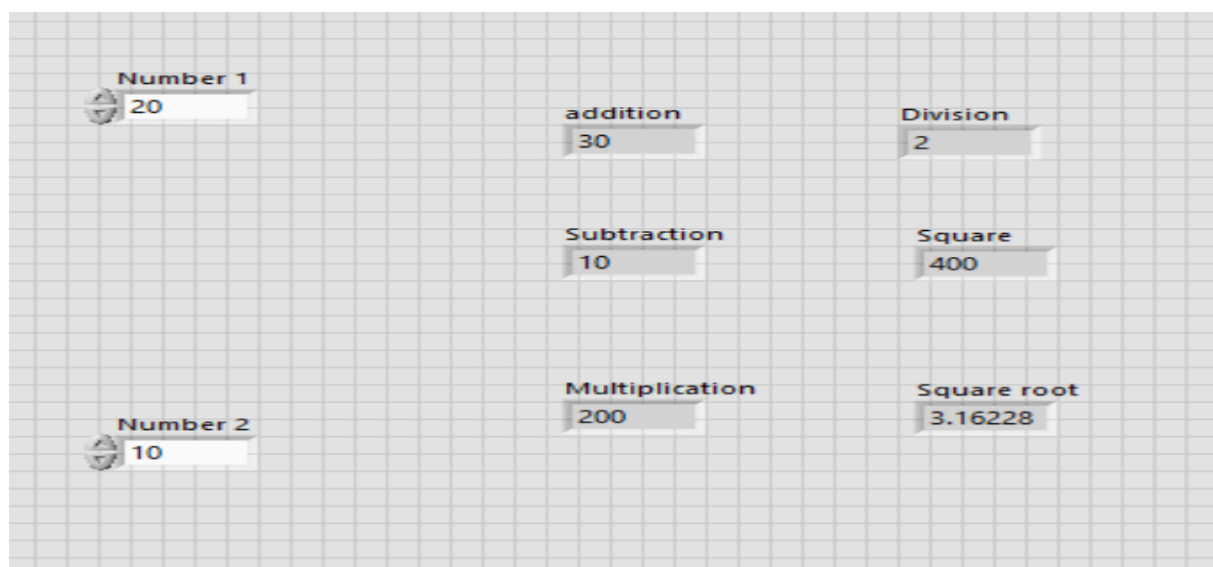 Number 1
20
addition
30
Division
2
Subtraction
10
Square
400
Multiplication
200
Square root
3.16228
Number 2
10